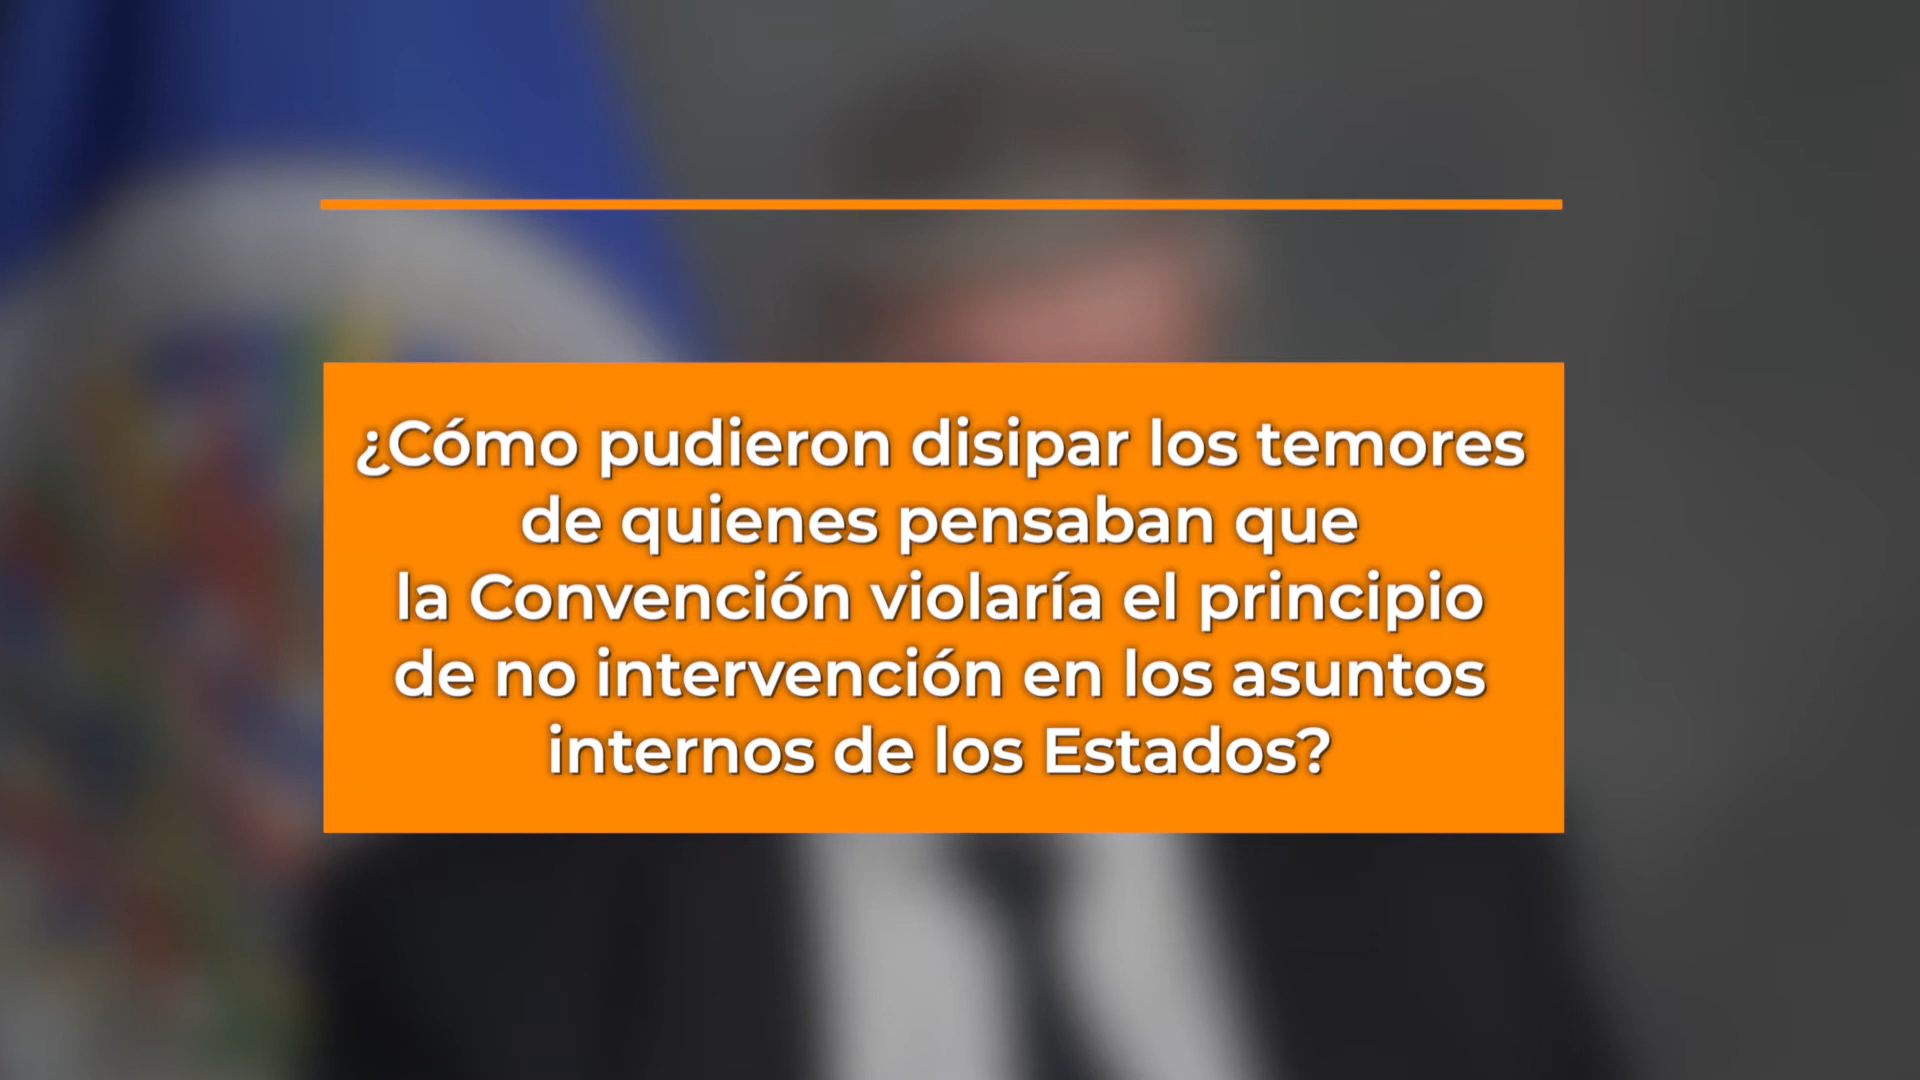 ¿Cómo pudieron disipar los temores
de quienes pensaban que
la Convención violaría el principio
de no intervención en los asuntos
internos de los Estados?